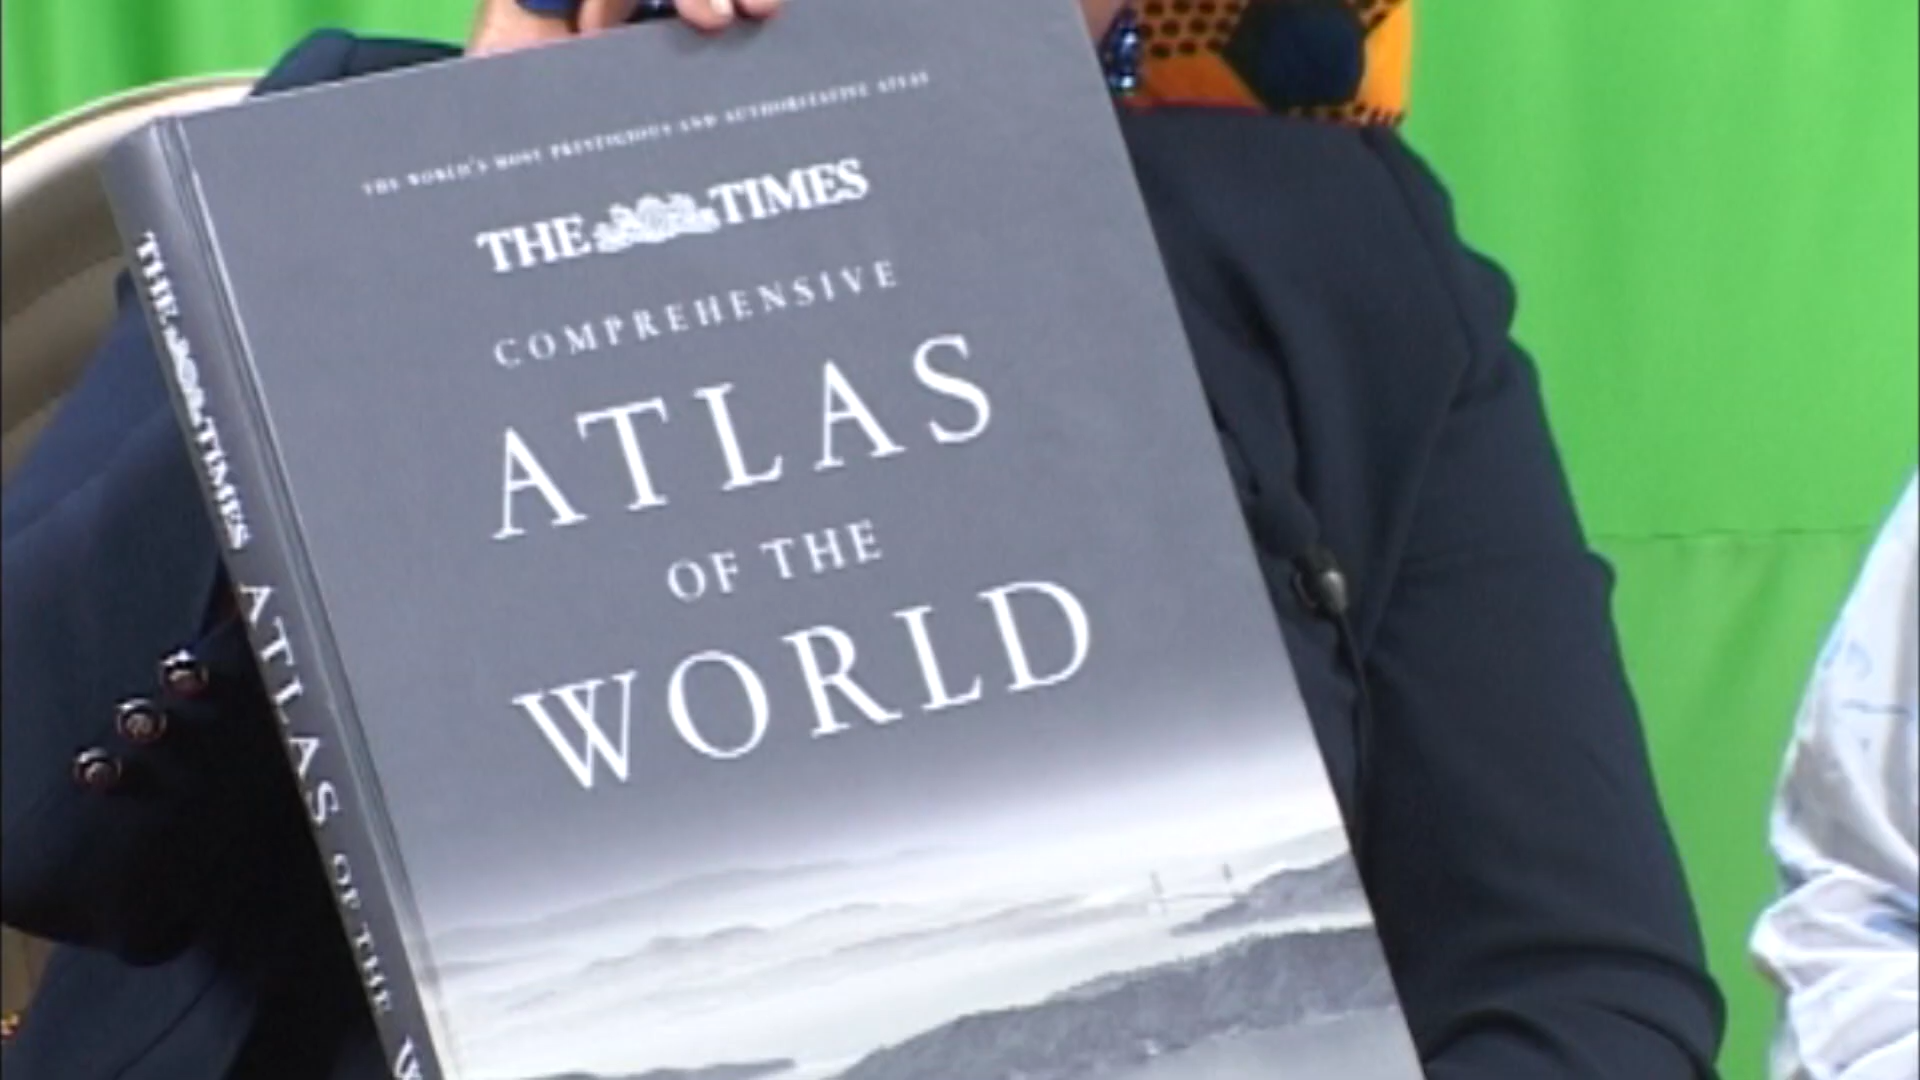 THE WORLD'S MOST PRESTIGIOUS AND AUTHORITATIVE ATLAS
THE TIMES
COMPREHENSIVE
ATLAS
OF THE
WORLD
THE TIMES ATLAS OF THE W